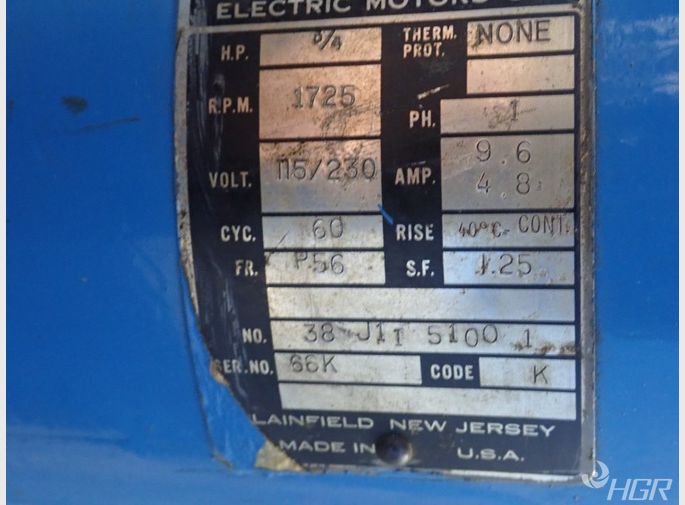 ELECTRIC MOTORS
H.P. 3/4 THERM. PROT. NONE
R.P.M. 1725 PH. 1
VOLT. 115/230 AMP. 9.6
4.8
CYC. 60 RISE 40°C- CONT.
FR. P56 S.F. 1.25
NO. 38 J1I 5100 1
SER.NO. 66K CODE K
LAINFIELD NEW JERSEY
MADE IN U.S.A.
HGR